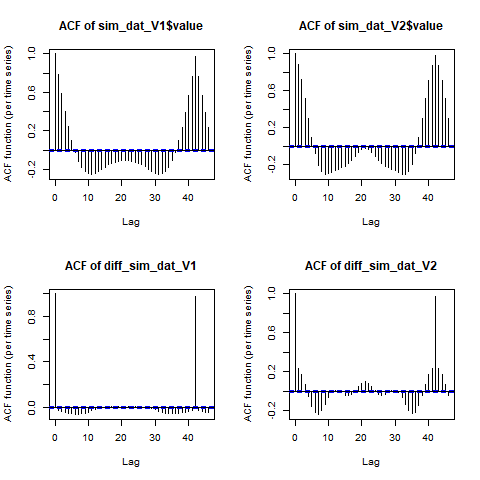 ACF of sim_dat_V1$value
ACF function (per time series)
-0.2
0.2
0.6
1.0
0
10
20
30
40
Lag
ACF of sim_dat_V2$value
ACF function (per time series)
-0.2
0.2
0.6
1.0
0
10
20
30
40
Lag
ACF of diff_sim_dat_V1
ACF function (per time series)
0.0
0.4
0.8
0
10
20
30
40
Lag
ACF of diff_sim_dat_V2
ACF function (per time series)
-0.2
0.2
0.6
1.0
0
10
20
30
40
Lag